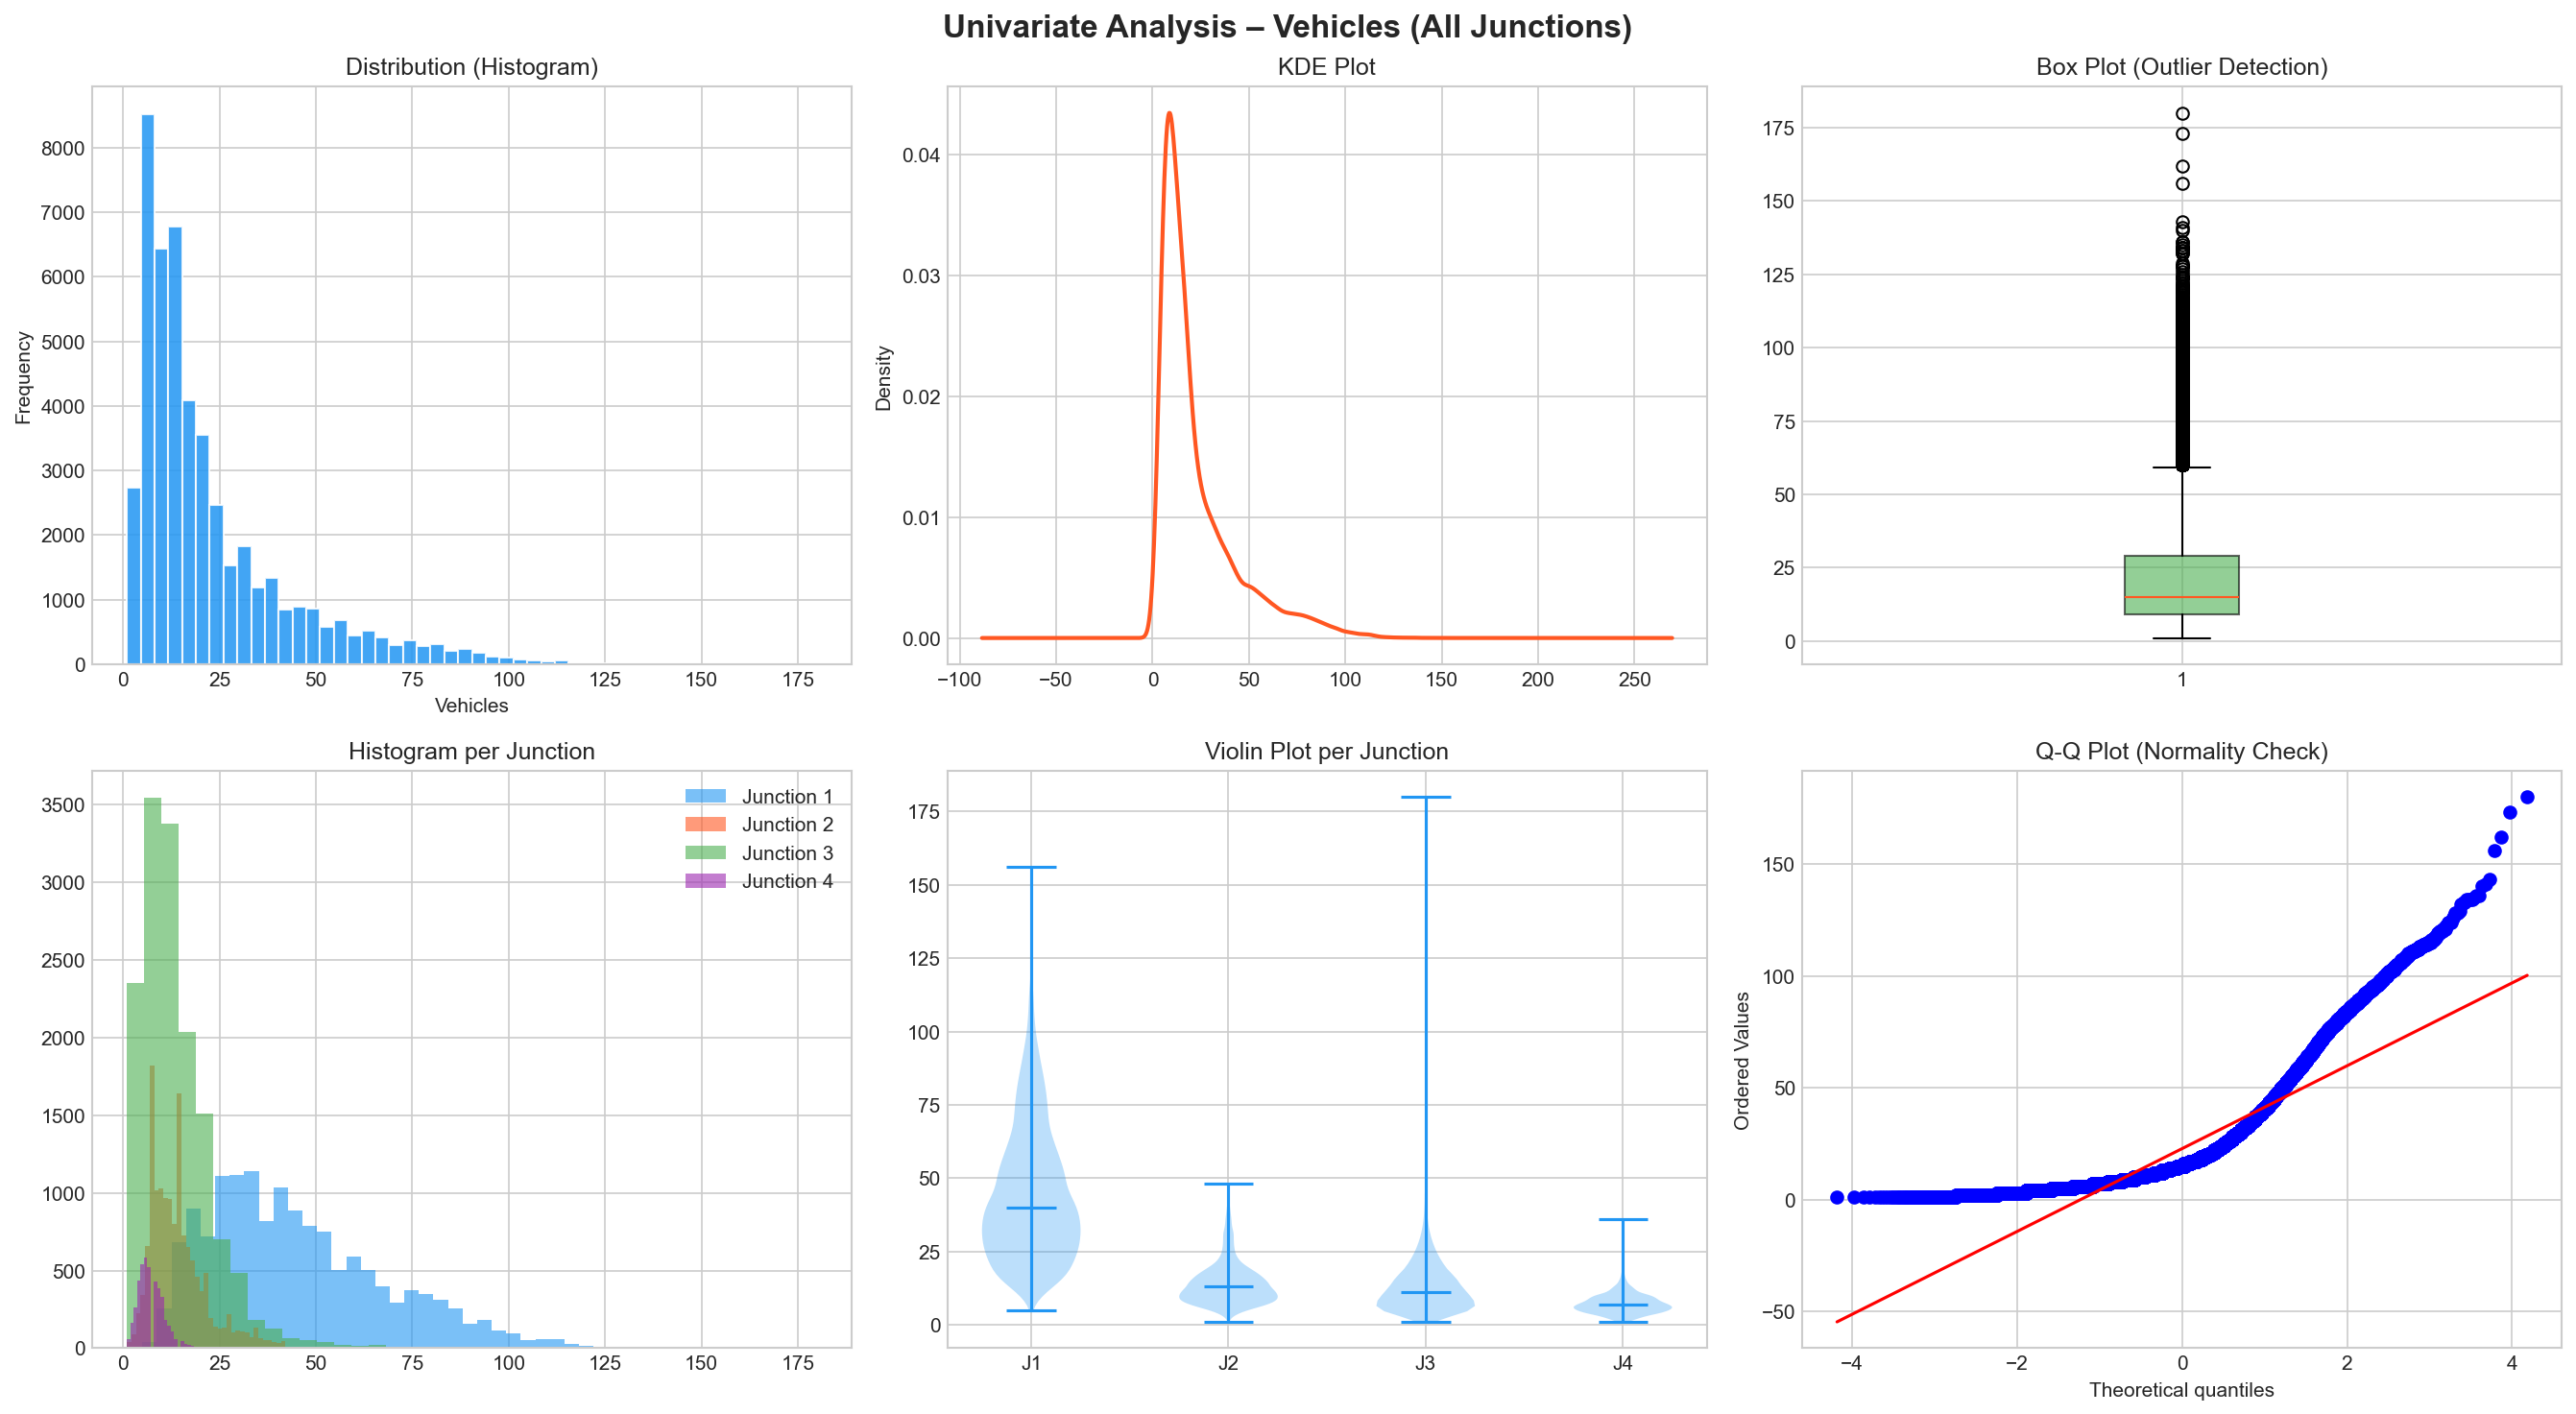 Univariate Analysis – Vehicles (All Junctions)
Distribution (Histogram)
Frequency
8000
7000
6000
5000
4000
3000
2000
1000
0
0 25 50 75 100 125 150 175
Vehicles
KDE Plot
Density
0.04
0.03
0.02
0.01
0.00
−100 −50 0 50 100 150 200 250
Box Plot (Outlier Detection)
175
150
125
100
75
50
25
0
1
Histogram per Junction
3500
3000
2500
2000
1500
1000
500
0
0 25 50 75 100 125 150 175
Junction 1
Junction 2
Junction 3
Junction 4
Violin Plot per Junction
175
150
125
100
75
50
25
0
J1 J2 J3 J4
Q-Q Plot (Normality Check)
Ordered Values
150
100
50
0
−50
−4 −2 0 2 4
Theoretical quantiles